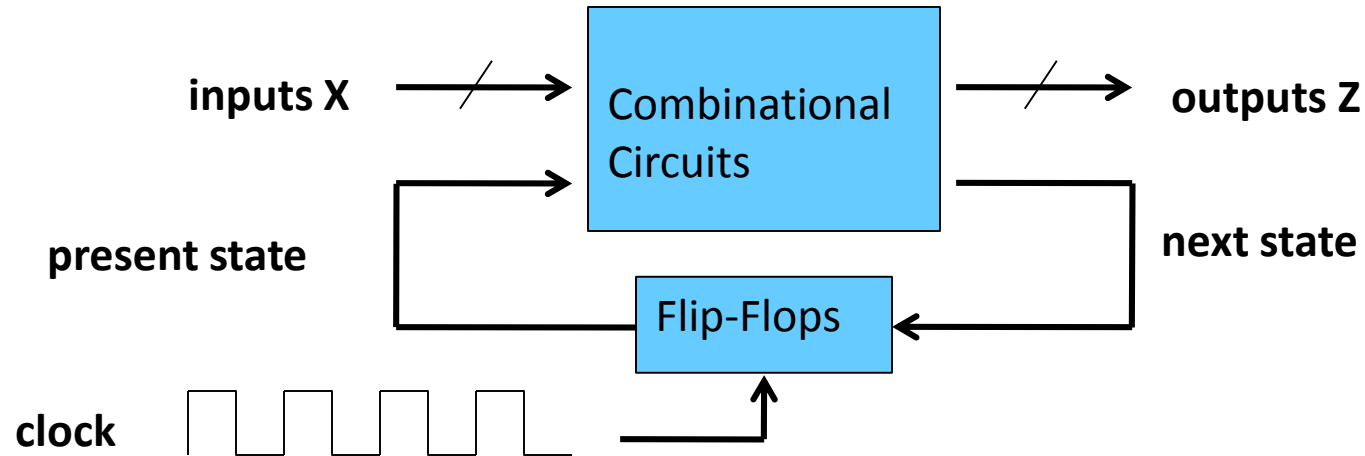 inputs X
Combinational
Circuits
outputs Z
present state
next state
Flip-Flops
clock